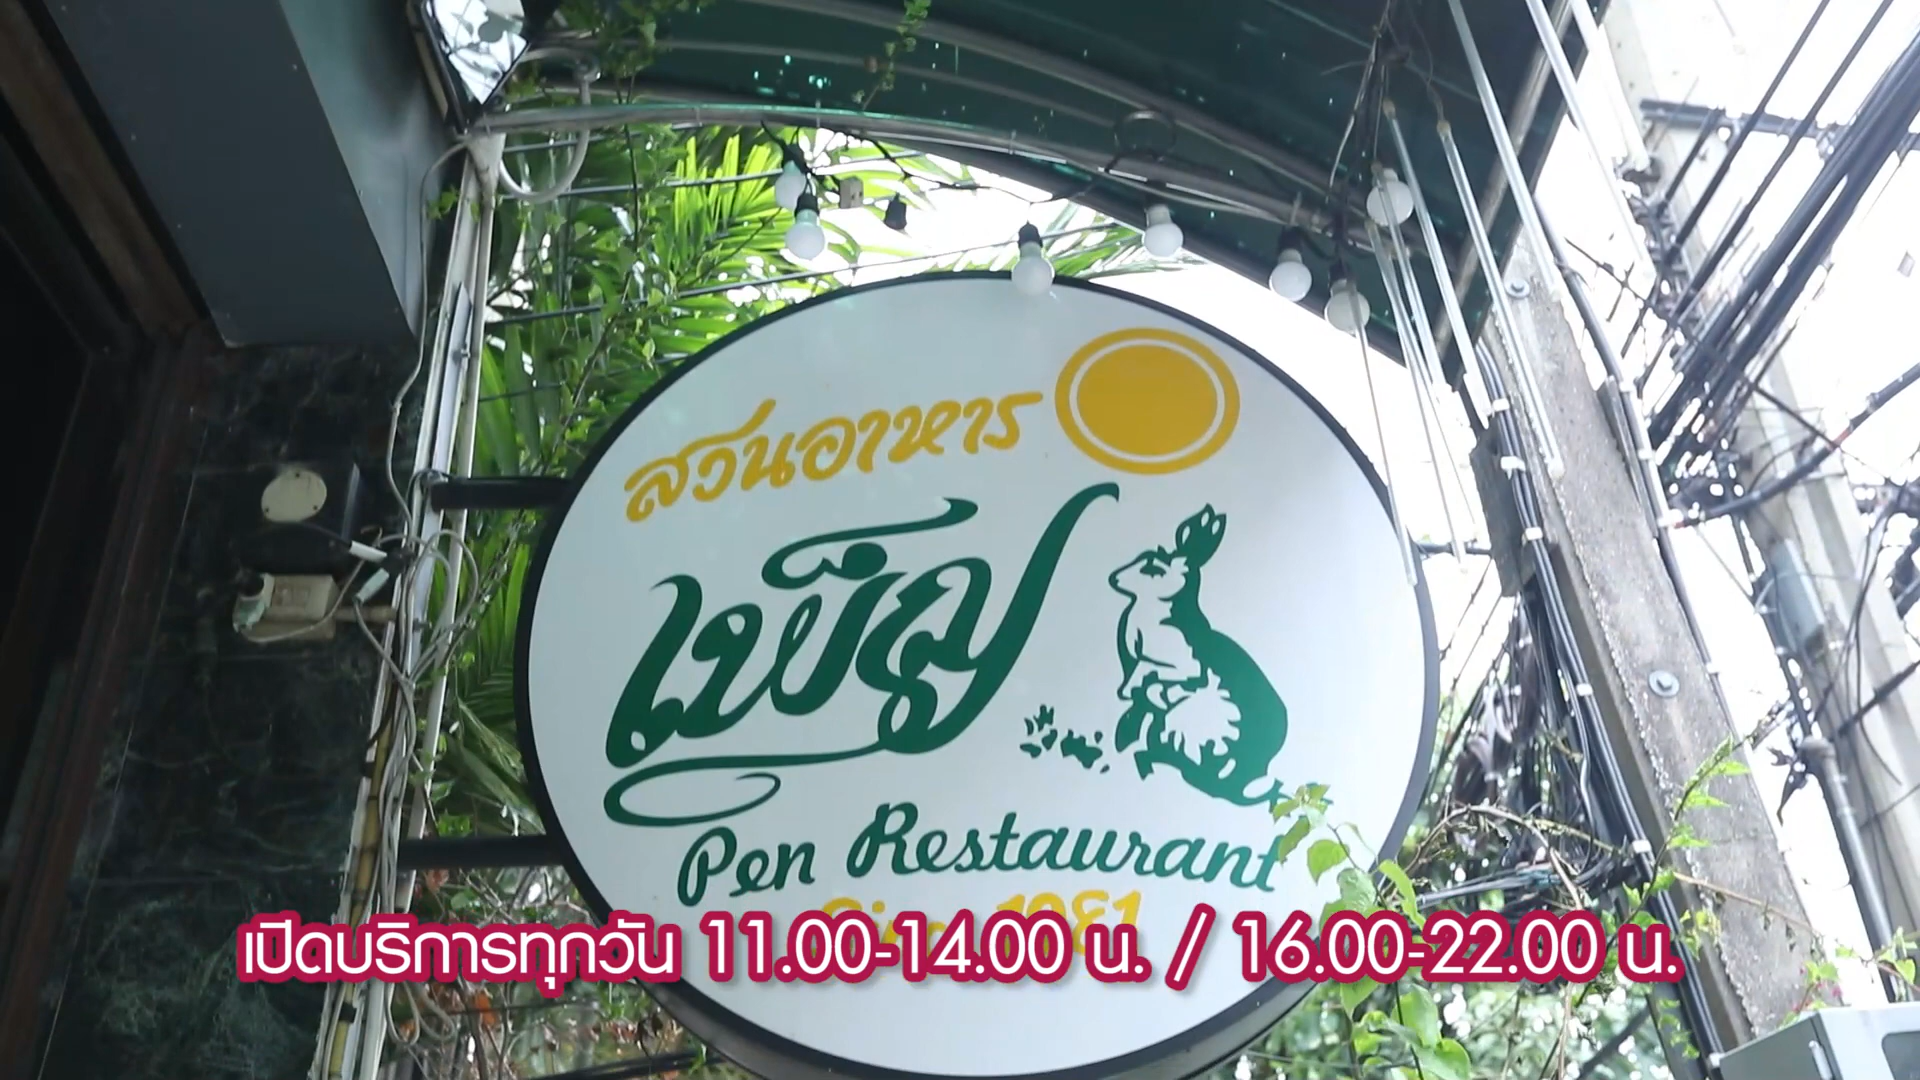 สวนอาหาร
เพ็ญ
Pen Restaurant
1981
เปิดบริการทุกวัน 11.00-14.00 น. / 16.00-22.00 น.